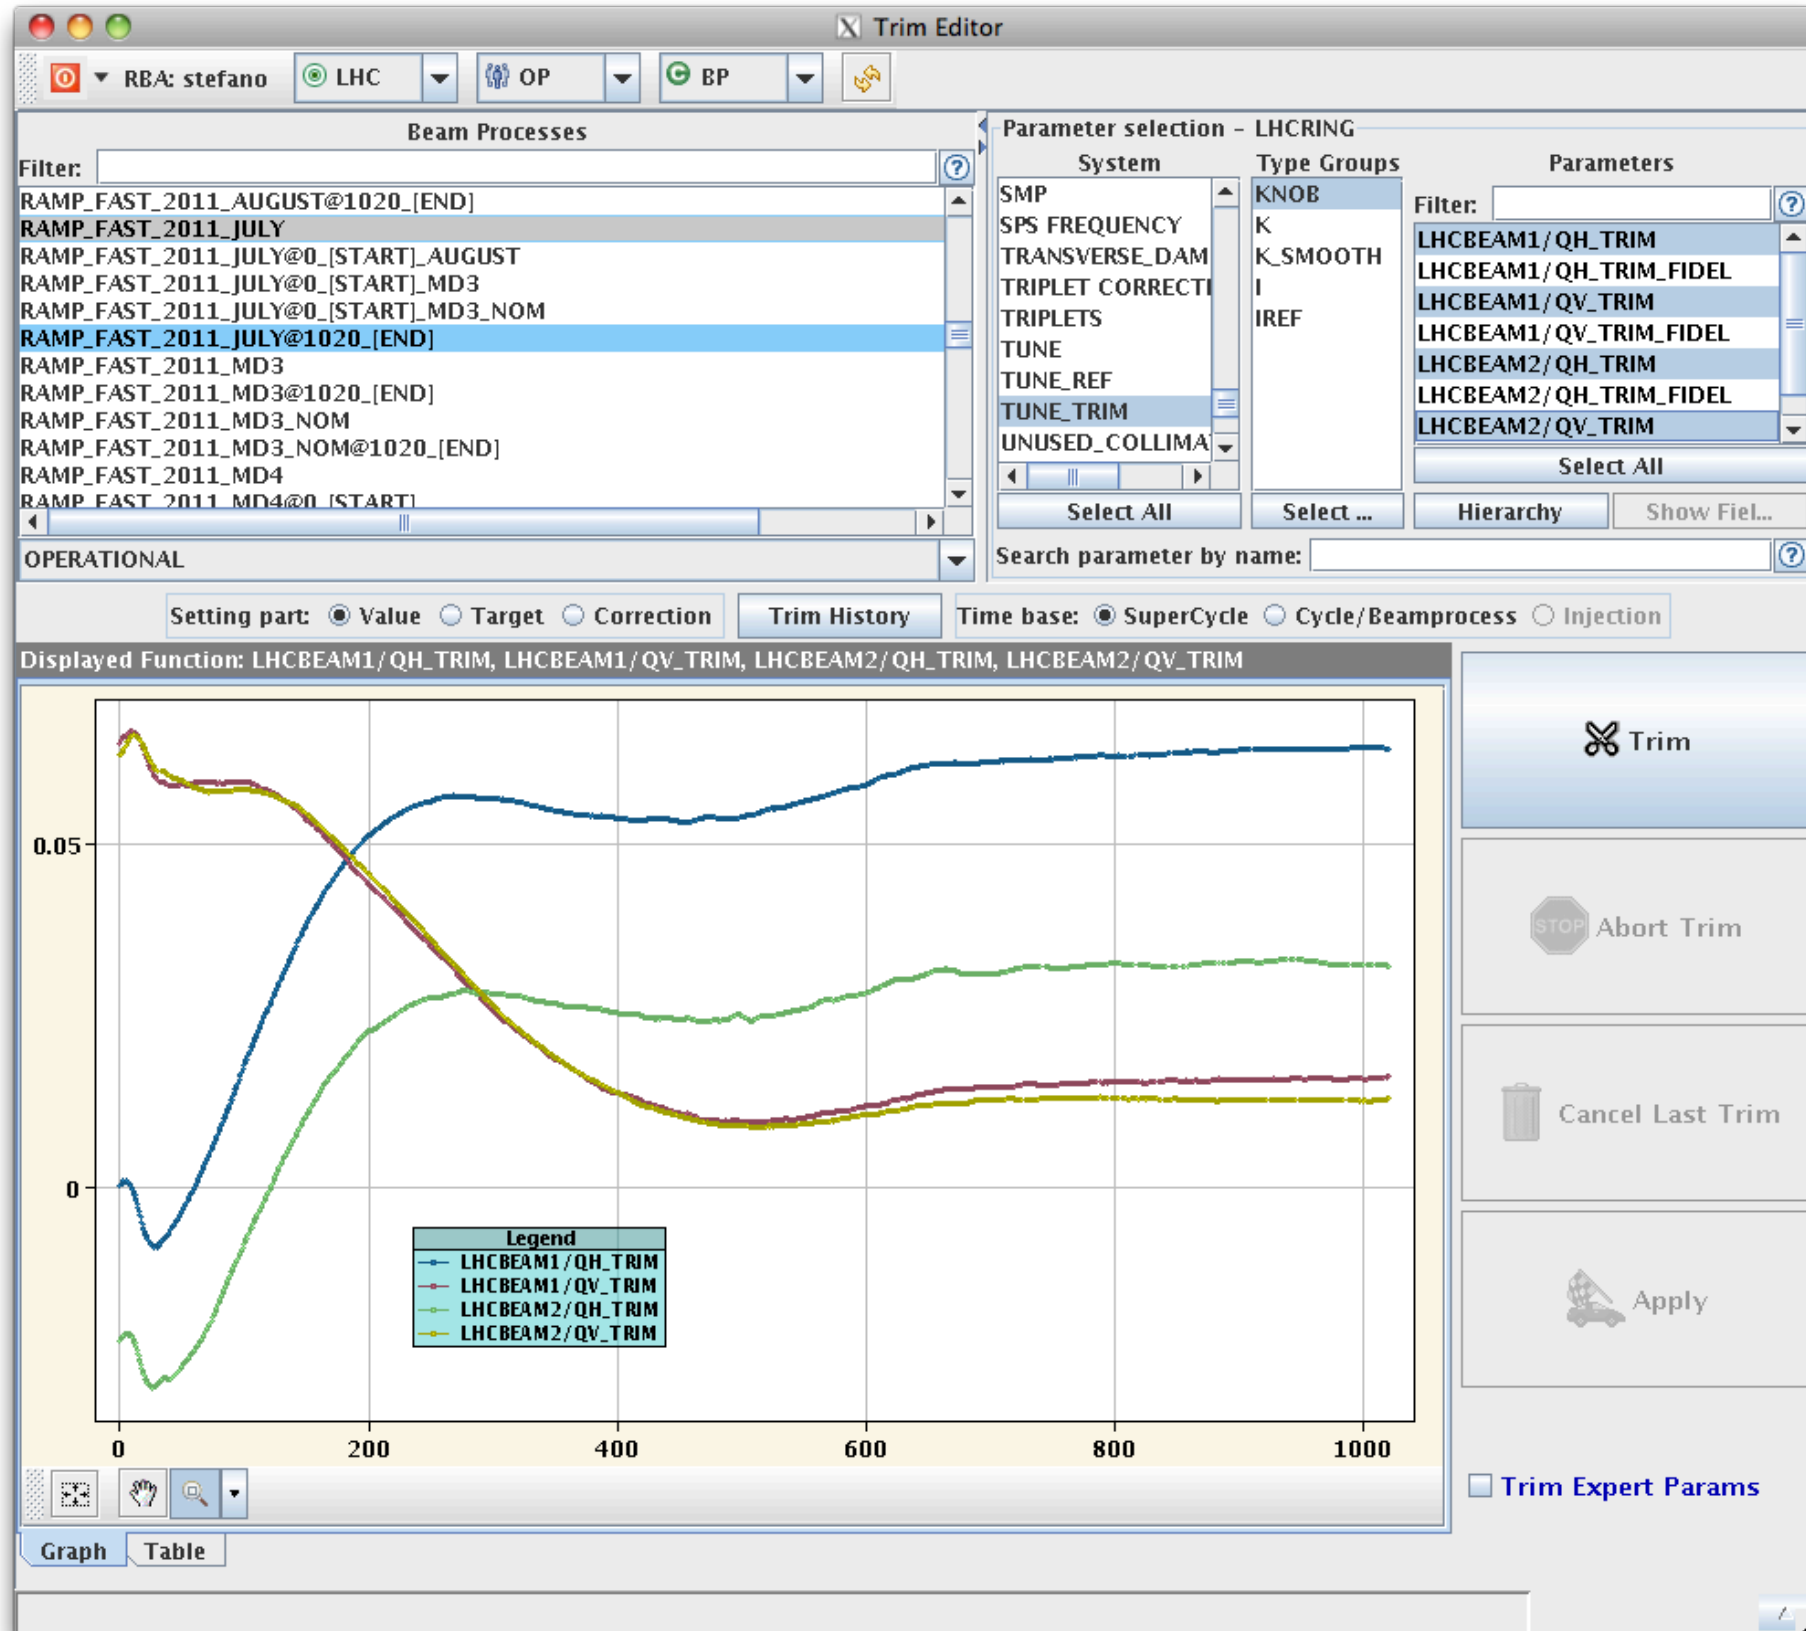 X Trim Editor
RBA: stefano LHC OP BP
Beam Processes
Filter:
RAMP_FAST_2011_AUGUST@1020_[END]
RAMP_FAST_2011_JULY
RAMP_FAST_2011_JULY@0_[START]_AUGUST
RAMP_FAST_2011_JULY@0_[START]_MD3
RAMP_FAST_2011_JULY@0_[START]_MD3_NOM
RAMP_FAST_2011_JULY@1020_[END]
RAMP_FAST_2011_MD3
RAMP_FAST_2011_MD3@1020_[END]
RAMP_FAST_2011_MD3_NOM
RAMP_FAST_2011_MD3_NOM@1020_[END]
RAMP_FAST_2011_MD4
RAMP_FAST_2011_MD4@0_[START]
OPERATIONAL
Parameter selection - LHCRING
System
SMP
SPS FREQUENCY
TRANSVERSE_DAM
TRIPLET CORRECTI
TRIPLETS
TUNE
TUNE_REF
TUNE_TRIM
UNUSED_COLLIMA
Select All
Type Groups
KNOB
K
K_SMOOTH
I
IREF
Select ...
Parameters
Filter:
LHCBEAM1/QH_TRIM
LHCBEAM1/QH_TRIM_FIDEL
LHCBEAM1/QV_TRIM
LHCBEAM1/QV_TRIM_FIDEL
LHCBEAM2/QH_TRIM
LHCBEAM2/QH_TRIM_FIDEL
LHCBEAM2/QV_TRIM
Select All
Hierarchy Show Fiel...
Search parameter by name:
Setting part: Value Target Correction Trim History Time base: SuperCycle Cycle/Beamprocess Injection
Displayed Function: LHCBEAM1/QH_TRIM, LHCBEAM1/QV_TRIM, LHCBEAM2/QH_TRIM, LHCBEAM2/QV_TRIM
0.05
0
Legend
LHCBEAM1/QH_TRIM
LHCBEAM1/QV_TRIM
LHCBEAM2/QH_TRIM
LHCBEAM2/QV_TRIM
0 200 400 600 800 1000
Trim
STOP Abort Trim
Cancel Last Trim
Apply
Trim Expert Params
Graph Table